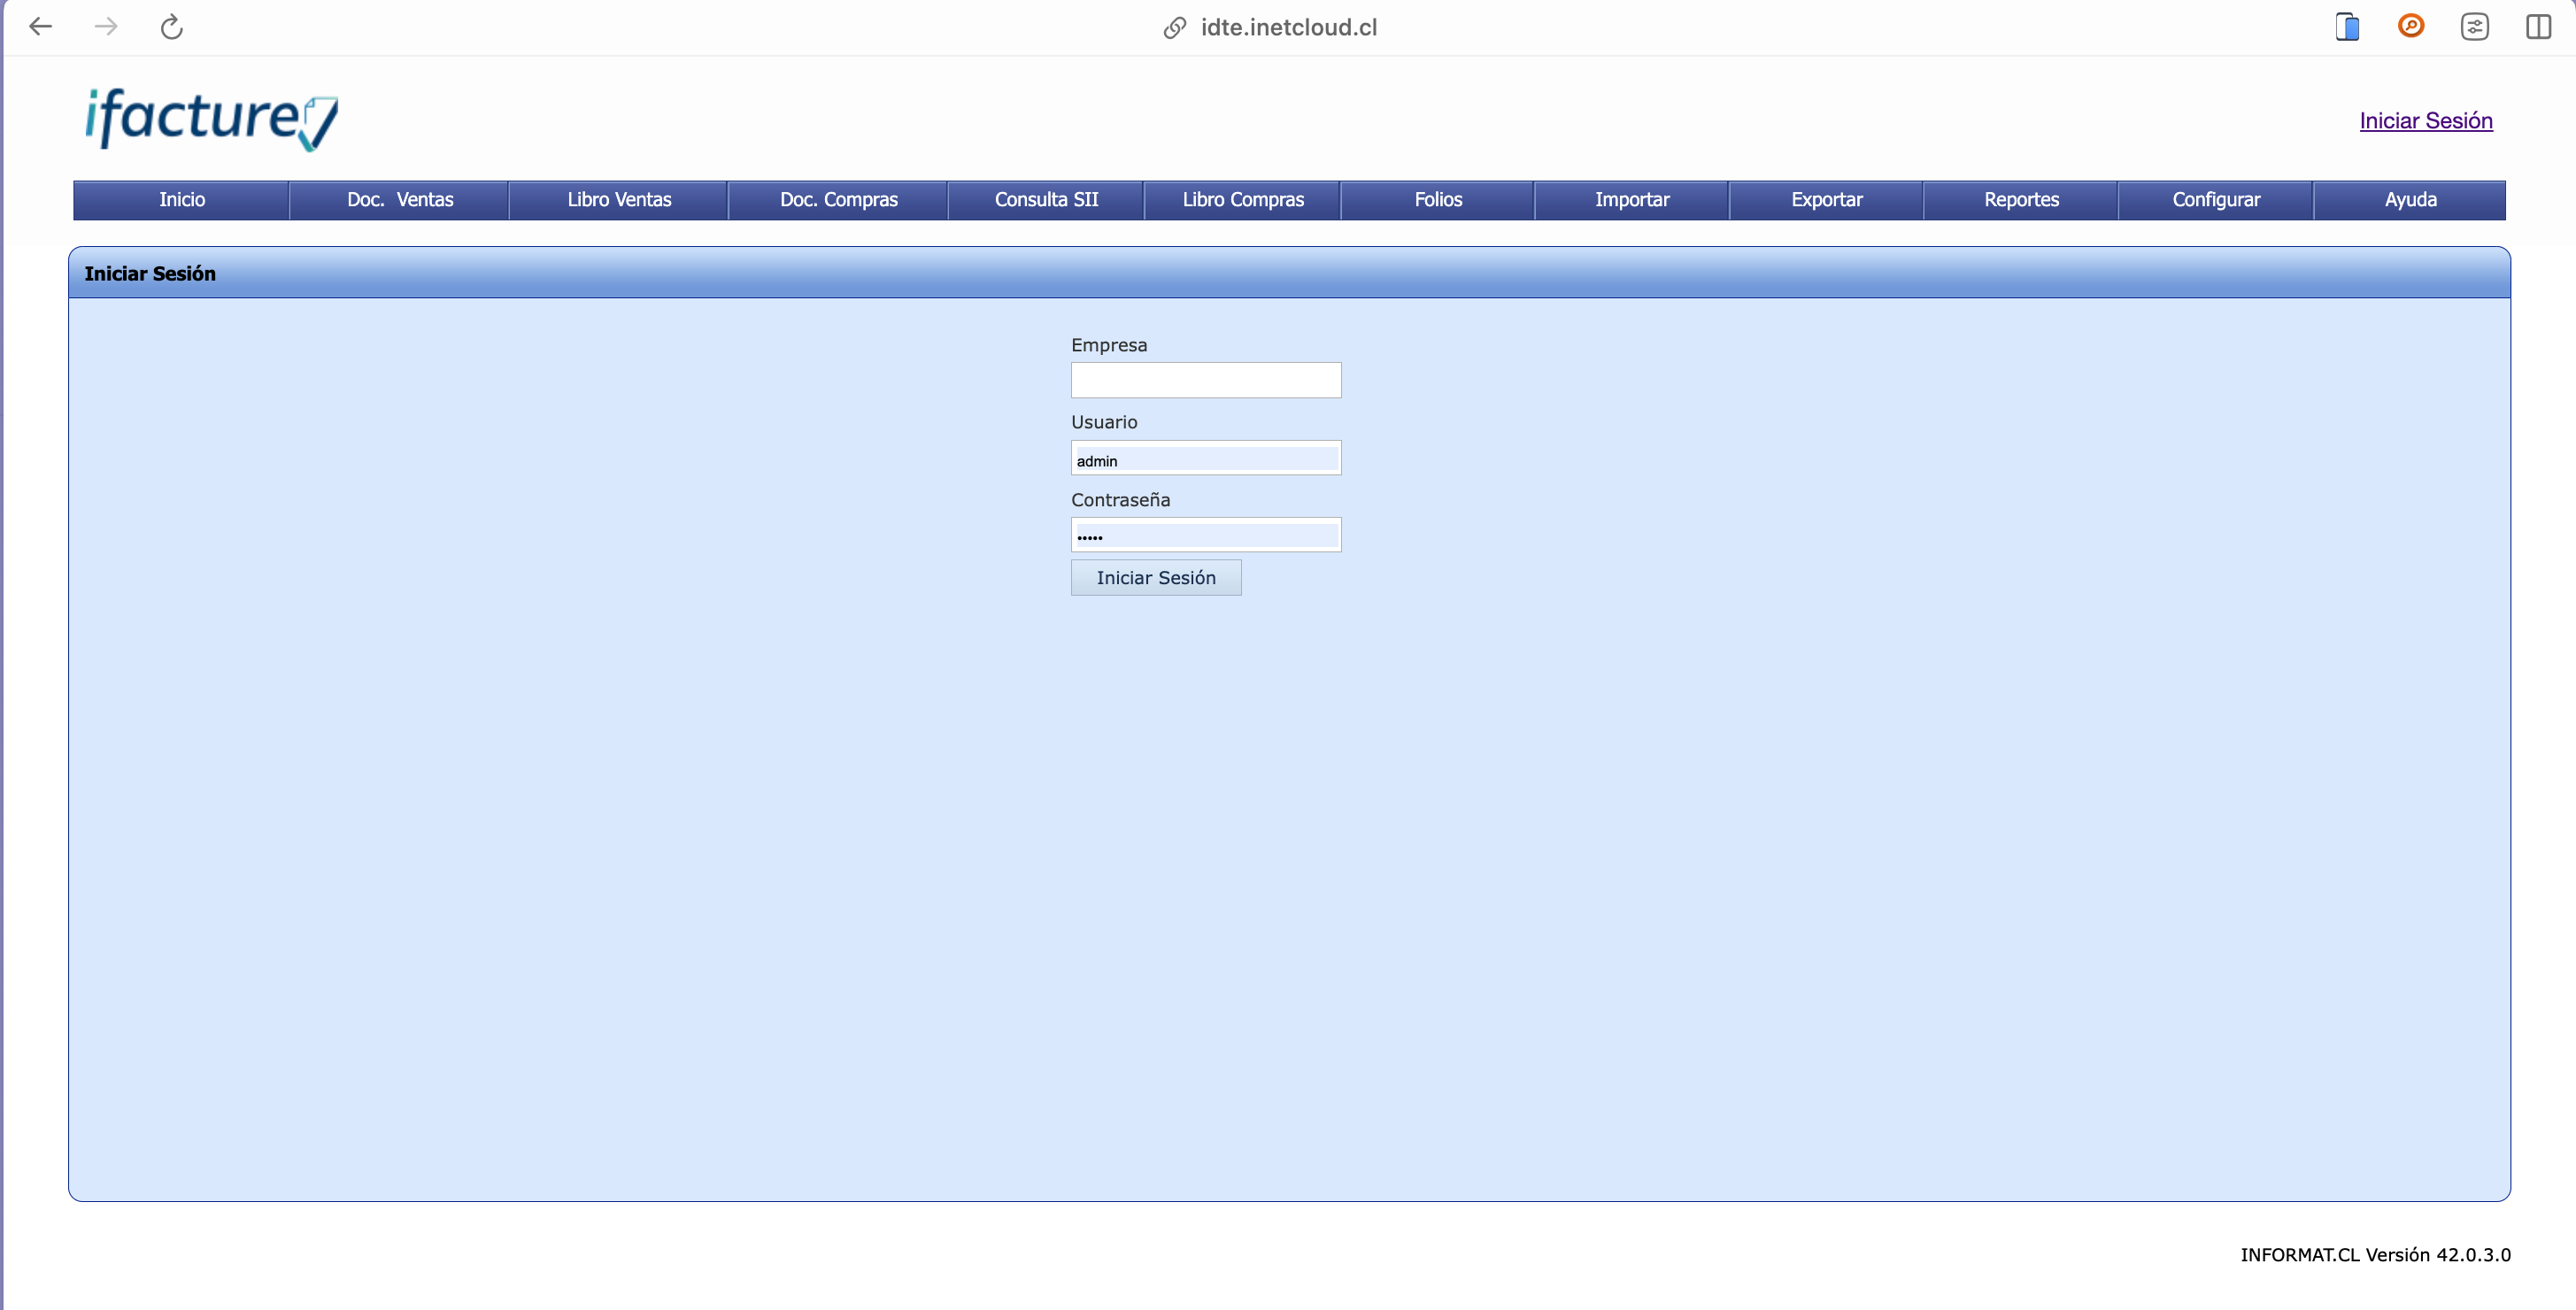 idte.inetcloud.cl
ifacture
Iniciar Sesión
Inicio Doc. Ventas Libro Ventas Doc. Compras Consulta SII Libro Compras Folios Importar Exportar Reportes Configurar Ayuda
Iniciar Sesión
Empresa
Usuario
admin
Contraseña
•••••
Iniciar Sesión
INFORMAT.CL Versión 42.0.3.0